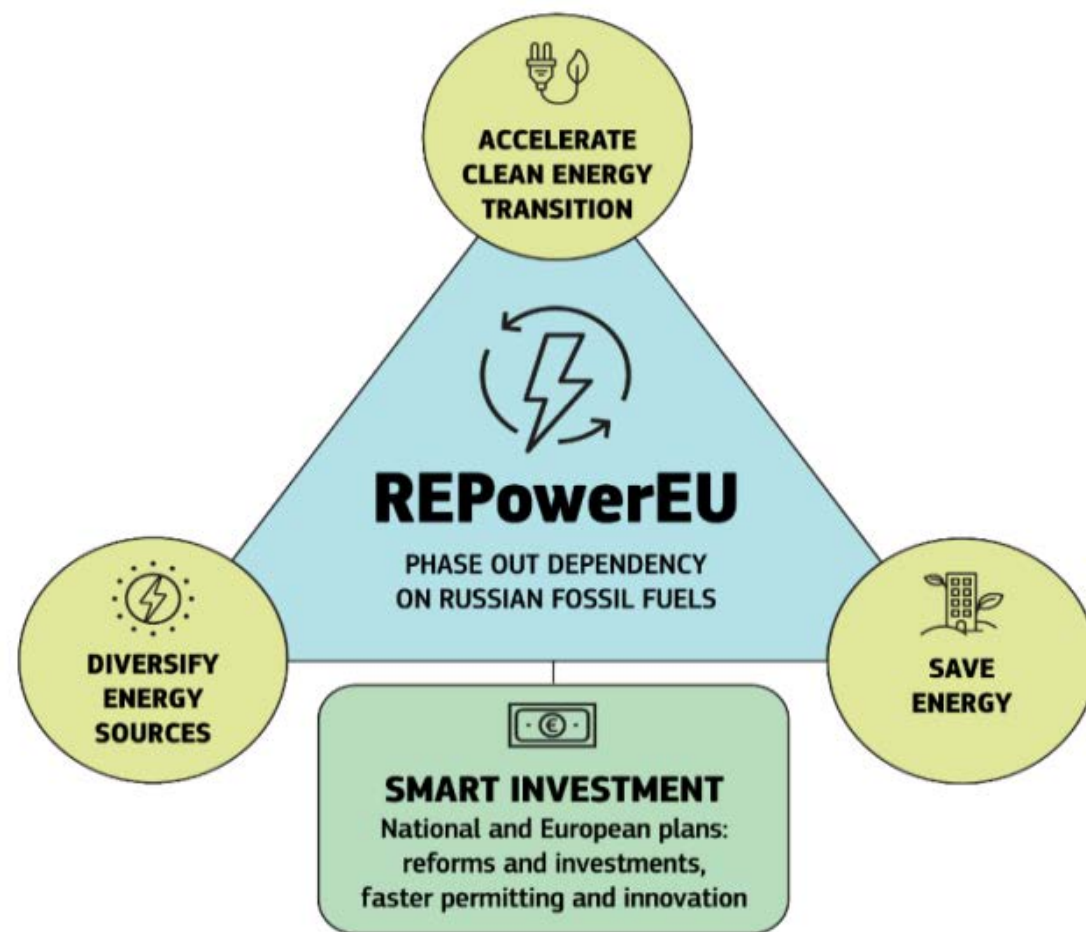 ACCELERATE
CLEAN ENERGY
TRANSITION
REPowerEU
PHASE OUT DEPENDENCY
ON RUSSIAN FOSSIL FUELS
DIVERSIFY
ENERGY
SOURCES
SAVE
ENERGY
€
SMART INVESTMENT
National and European plans:
reforms and investments,
faster permitting and innovation